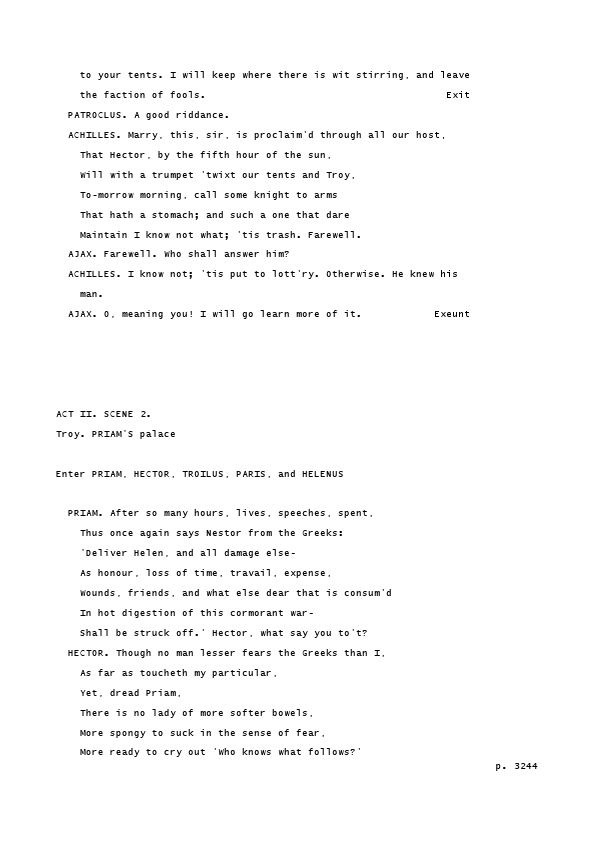 to your tents. I will keep where there is wit stirring, and leave
the faction of fools. Exit
PATROCLUS. A good riddance.
ACHILLES. Marry, this, sir, is proclaim'd through all our host,
That Hector, by the fifth hour of the sun,
Will with a trumpet 'twixt our tents and Troy,
To-morrow morning, call some knight to arms
That hath a stomach; and such a one that dare
Maintain I know not what; 'tis trash. Farewell.
AJAX. Farewell. Who shall answer him?
ACHILLES. I know not; 'tis put to lott'ry. Otherwise. He knew his
man.
AJAX. O, meaning you! I will go learn more of it. Exeunt
ACT II. SCENE 2.
Troy. PRIAM'S palace
Enter PRIAM, HECTOR, TROILUS, PARIS, and HELENUS
PRIAM. After so many hours, lives, speeches, spent,
Thus once again says Nestor from the Greeks:
'Deliver Helen, and all damage else-
As honour, loss of time, travail, expense,
Wounds, friends, and what else dear that is consum'd
In hot digestion of this cormorant war-
Shall be struck off.' Hector, what say you to't?
HECTOR. Though no man lesser fears the Greeks than I,
As far as toucheth my particular,
Yet, dread Priam,
There is no lady of more softer bowels,
More spongy to suck in the sense of fear,
More ready to cry out 'Who knows what follows?'
p. 3244